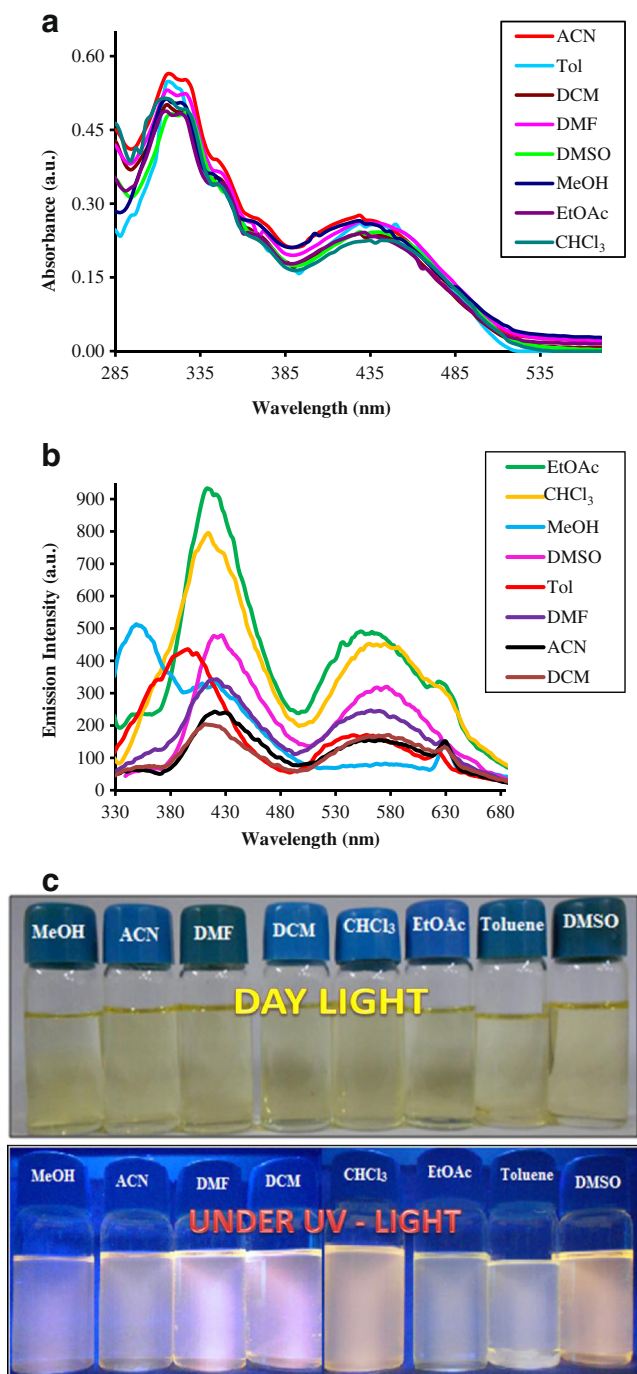 a
0.60
0.45
0.30
0.15
0.00
Absorbance (a.u.)
285 335 385 435 485 535
Wavelength (nm)
ACN
Tol
DCM
DMF
DMSO
MeOH
EtOAc
CHCl₃
b
900
800
700
600
500
400
300
200
100
0
Emission Intensity (a.u.)
330 380 430 480 530 580 630 680
Wavelength (nm)
EtOAc
CHCl₃
MeOH
DMSO
Tol
DMF
ACN
DCM
c
MeOH ACN DMF DCM CHCl₃ EtOAc Toluene DMSO
DAY LIGHT
MeOH ACN DMF DCM CHCl₃ EtOAc Toluene DMSO
UNDER UV - LIGHT